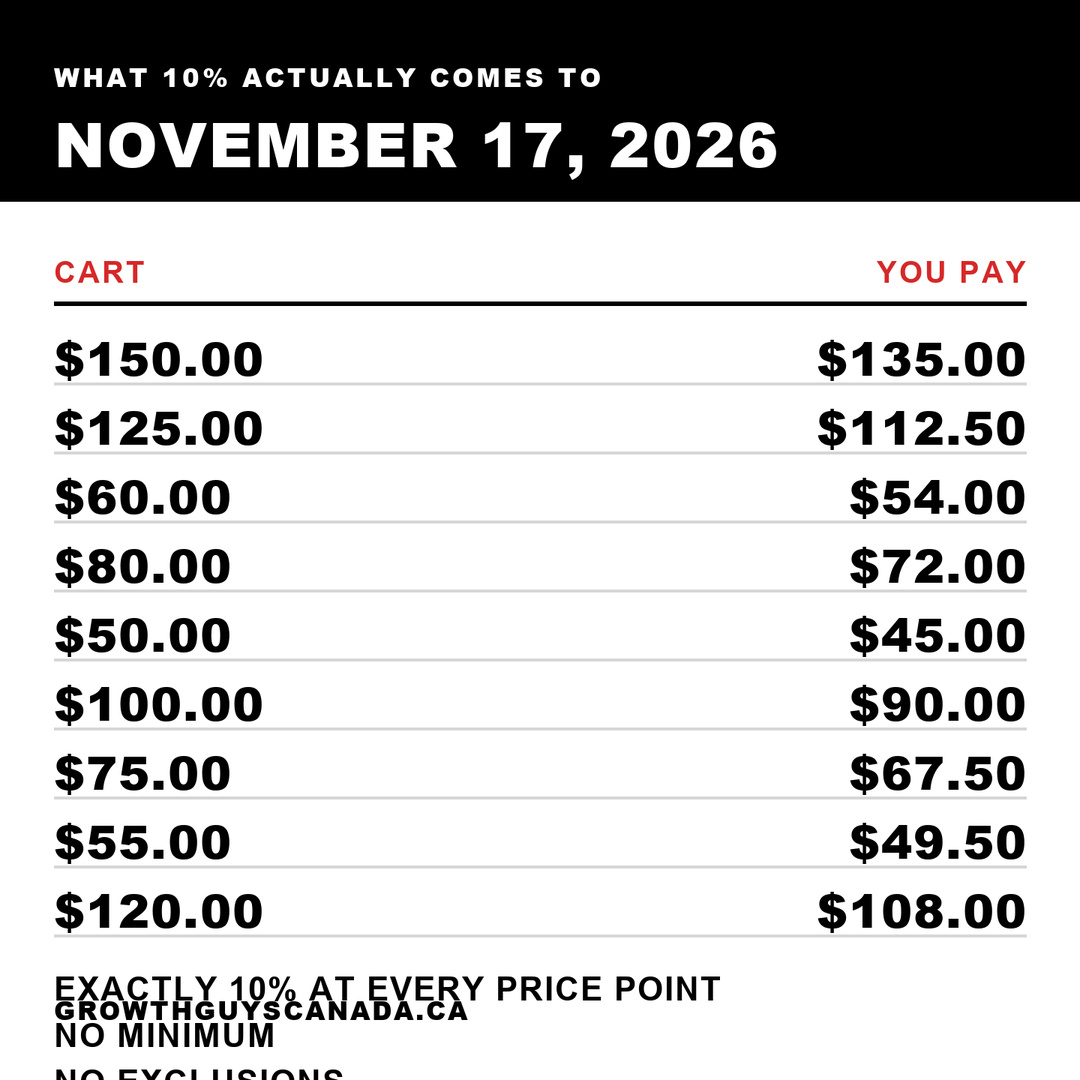 WHAT 10% ACTUALLY COMES TO
NOVEMBER 17, 2026
CART YOU PAY
$150.00 $135.00
$125.00 $112.50
$60.00 $54.00
$80.00 $72.00
$50.00 $45.00
$100.00 $90.00
$75.00 $67.50
$55.00 $49.50
$120.00 $108.00
EXACTLY 10% AT EVERY PRICE POINT
GROWTHGUYSCANADA.CA
NO MINIMUM
NO EXCLUSIONS